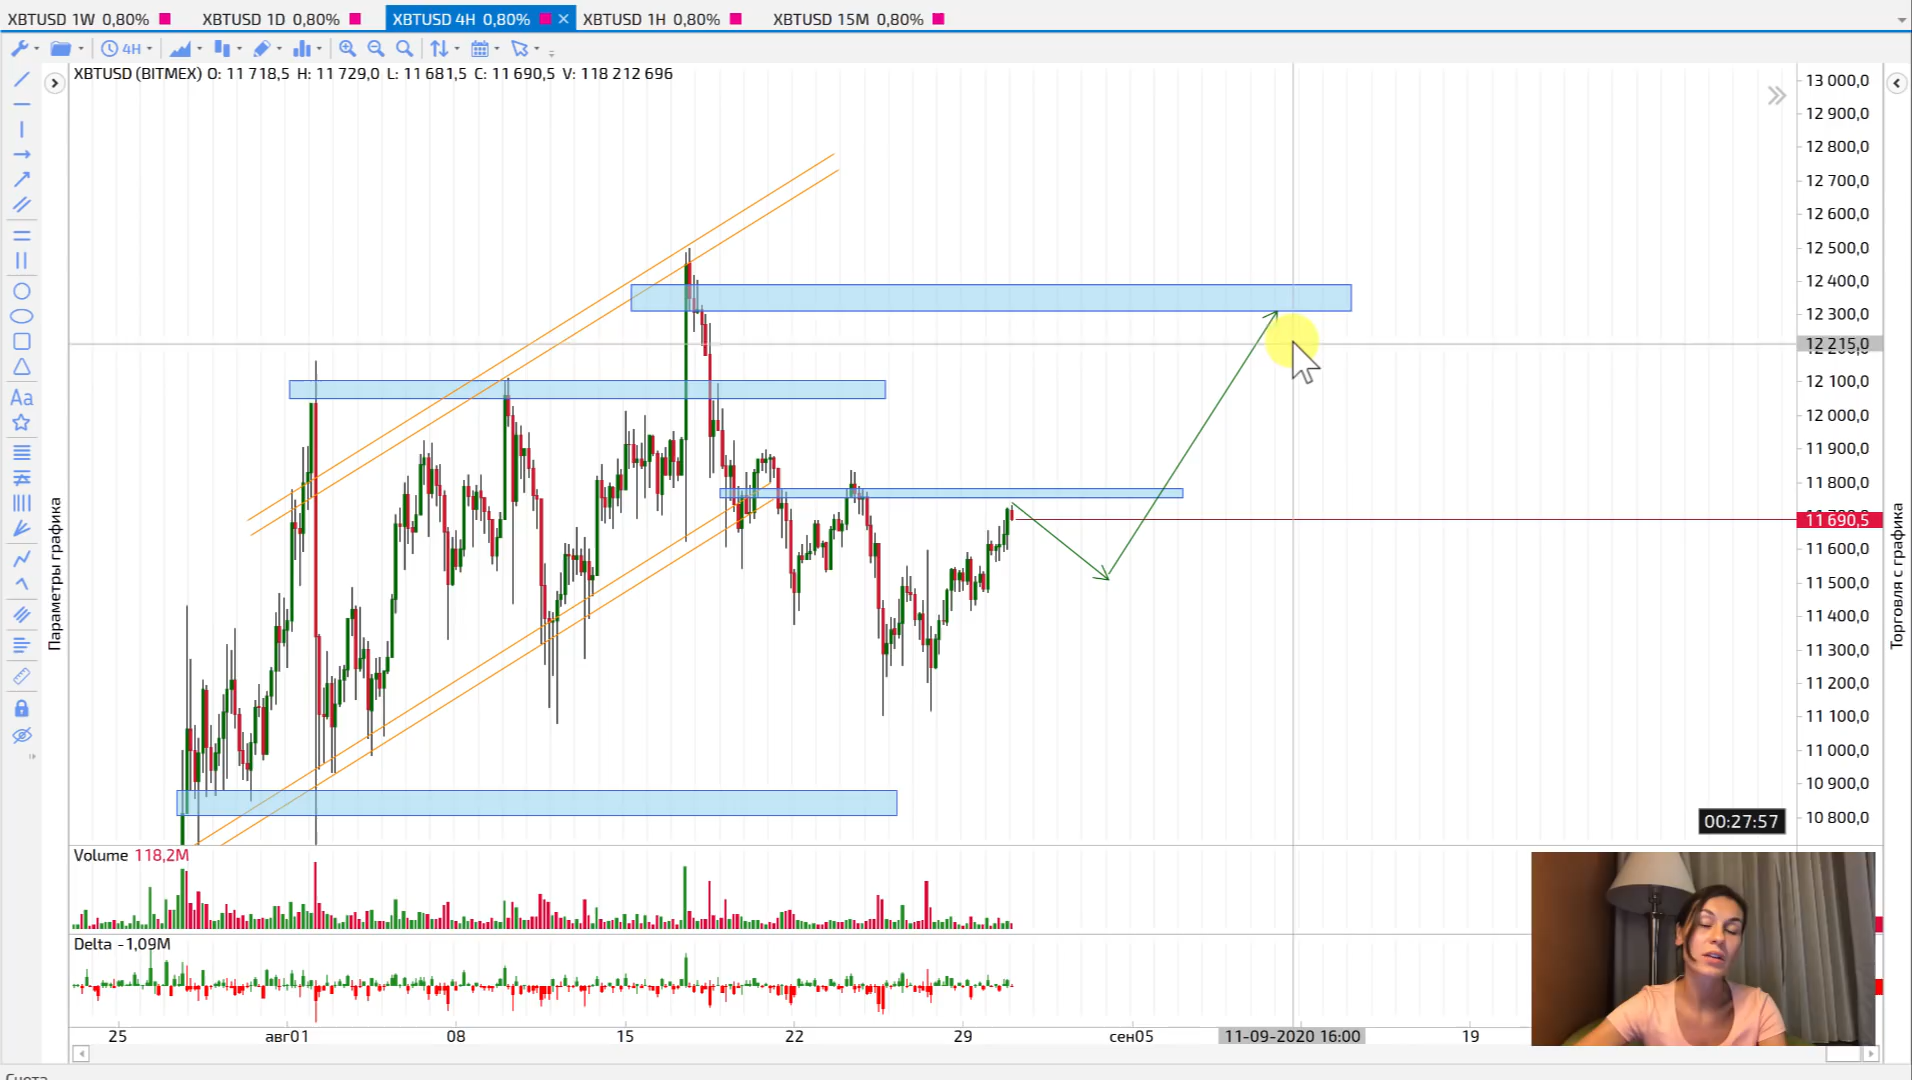 XBTUSD 1W 0,80% XBTUSD 1D 0,80% XBTUSD 4H 0,80% XBTUSD 1H 0,80% XBTUSD 15M 0,80%
4H
XBTUSD (BITMEX) O: 11 718,5 H: 11 729,0 L: 11 681,5 C: 11 690,5 V: 118 212 696
Aa
Параметры графика
Торговля с графика
13 000,0
12 900,0
12 800,0
12 700,0
12 600,0
12 500,0
12 400,0
12 300,0
12 215,0
12 100,0
12 000,0
11 900,0
11 800,0
11 690,5
11 600,0
11 500,0
11 400,0
11 300,0
11 200,0
11 100,0
11 000,0
10 900,0
10 800,0
00:27:57
Volume 118,2M
Delta -1,09M
25 авг01 08 15 22 29 сен05 11-09-2020 16:00 19